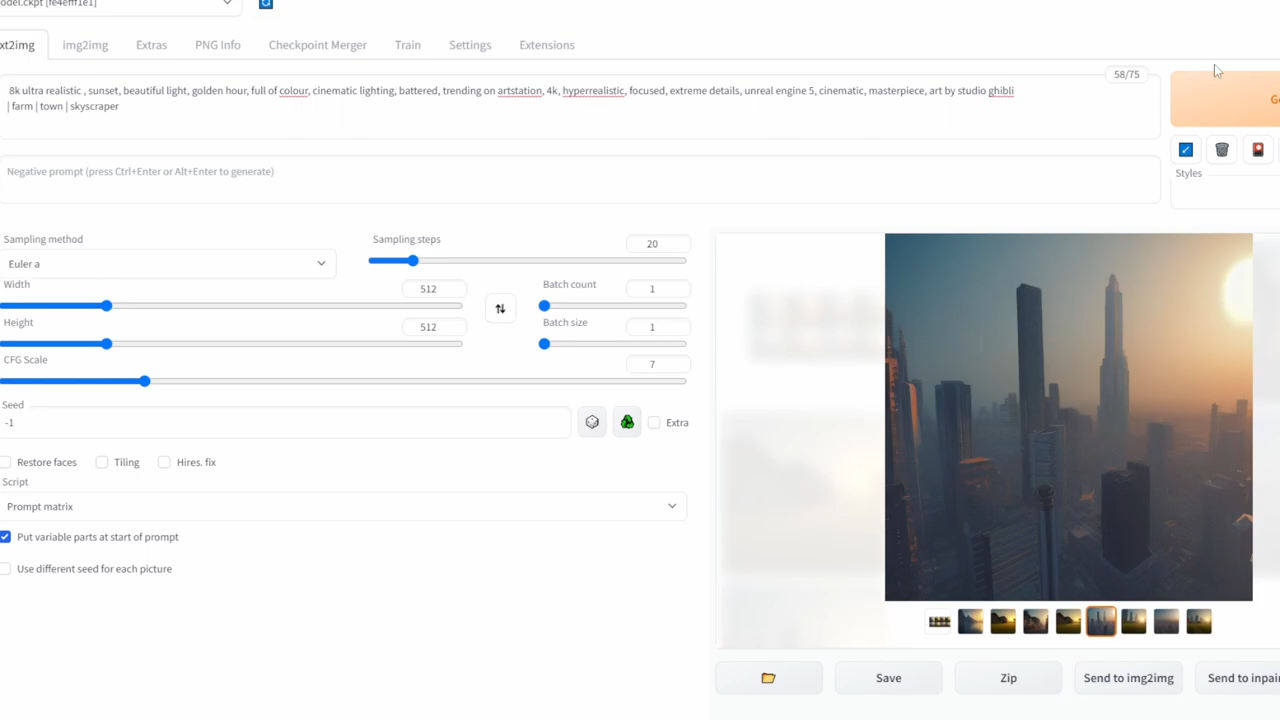 odel.ckpt [fe4efff1e1]
xt2img img2img Extras PNG Info Checkpoint Merger Train Settings Extensions
58/75
8k ultra realistic , sunset, beautiful light, golden hour, full of colour, cinematic lighting, battered, trending on artstation, 4k, hyperrealistic, focused, extreme details, unreal engine 5, cinematic, masterpiece, art by studio ghibli
| farm | town | skyscraper
Ge
Negative prompt (press Ctrl+Enter or Alt+Enter to generate)
Styles
Sampling method
Euler a
Sampling steps
20
Width
512
Batch count
1
Height
512
Batch size
1
CFG Scale
7
Seed
-1
Extra
Restore faces Tiling Hires. fix
Script
Prompt matrix
Put variable parts at start of prompt
Use different seed for each picture
Save Zip Send to img2img Send to inpai